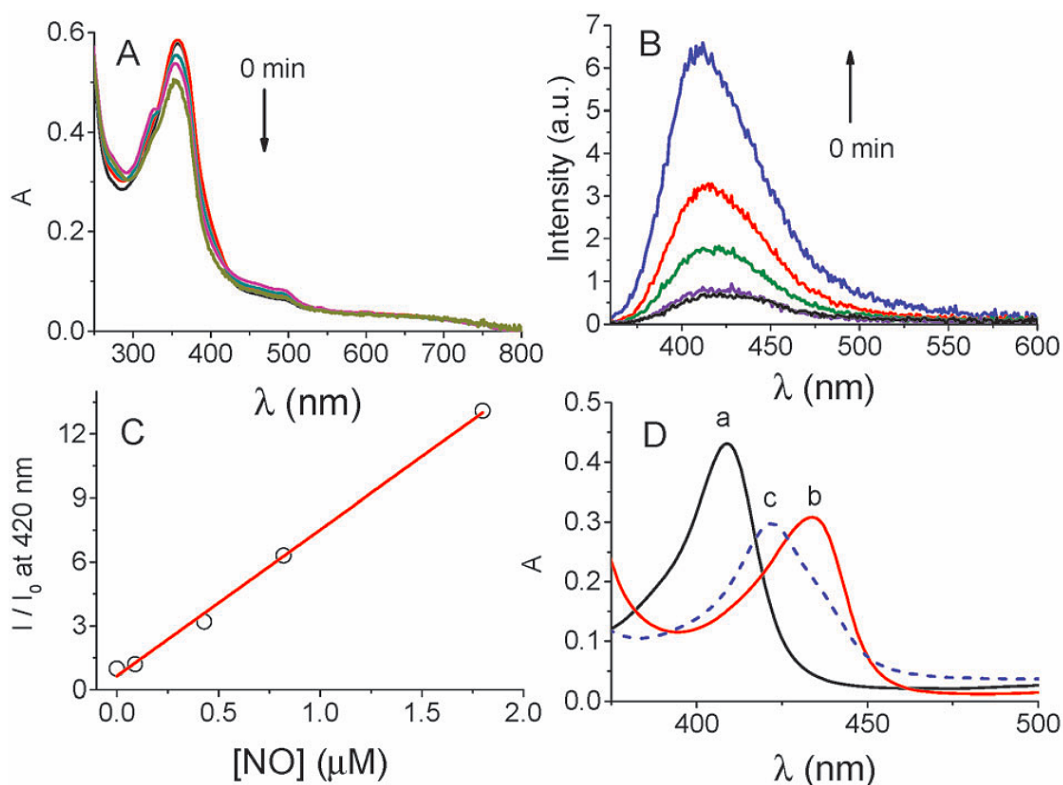 A
0 min
0.6
0.4
0.2
0.0
A
300 400 500 600 700 800
λ (nm)
B
0 min
7
6
5
4
3
2
1
0
Intensity (a.u.)
400 450 500 550 600
λ (nm)
C
12
9
6
3
0
I / I0 at 420 nm
0.0 0.5 1.0 1.5 2.0
[NO] (μM)
D
a
c
b
0.5
0.4
0.3
0.2
0.1
0.0
A
400 450 500
λ (nm)